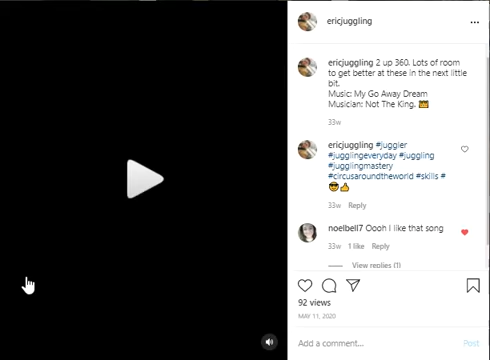 ericjuggling
ericjuggling 2 up 360. Lots of room
to get better at these in the next little
bit.
Music: My Go Away Dream
Musician: Not The King.
33w
ericjuggling #juggler
#jugglingeveryday #juggling
#jugglingmastery
#circusaroundtheworld #skills #
😎👍
33w Reply
noelbell7 Oooh I like that song
33w 1 like Reply
View replies (1)
92 views
MAY 11, 2020
Add a comment... Post